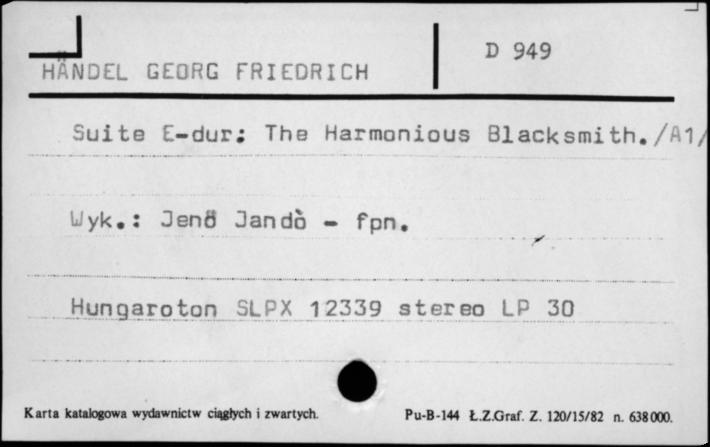 HÄNDEL GEORG FRIEDRICH
D 949
Suite E-dur: The Harmonious Blacksmith./A1/
Wyk.: Jenő Jandò - fpn.
Hungaroton SLPX 12339 stereo LP 30
Karta katalogowa wydawnictw ciągłych i zwartych. Pu-B-144 Ł.Z.Graf. Z. 120/15/82 n. 638000.